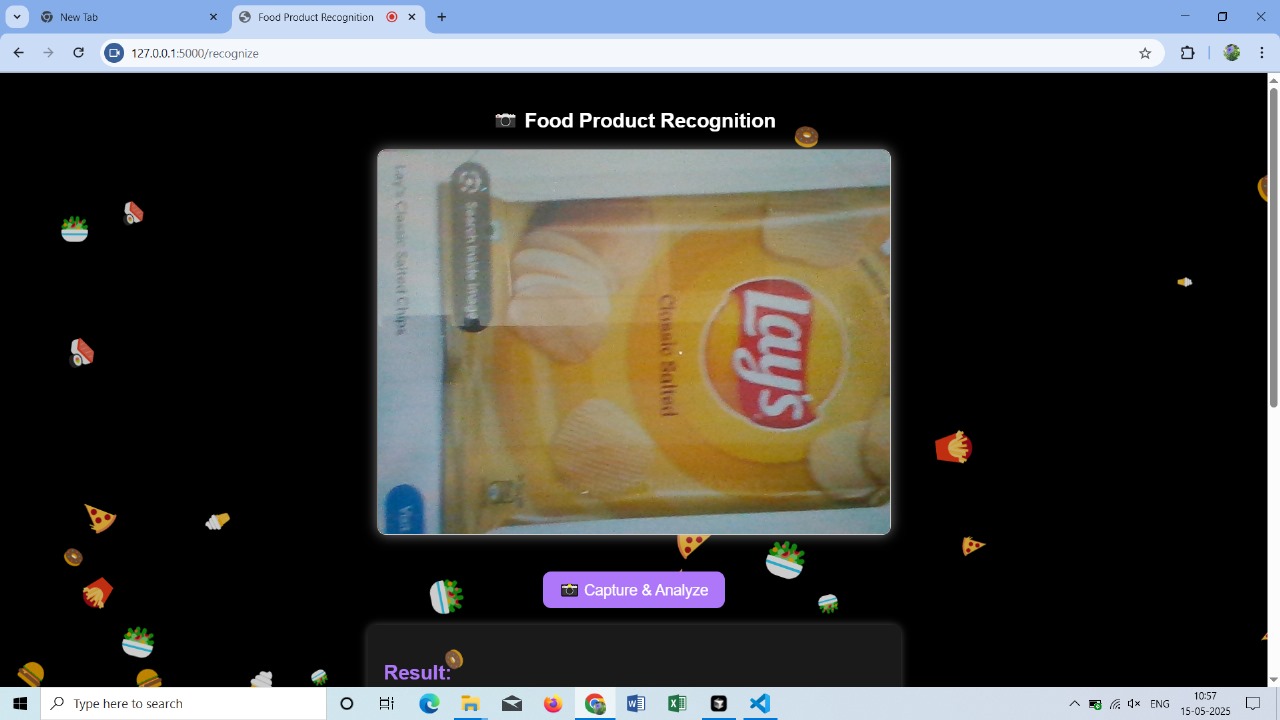 New Tab
Food Product Recognition
127.0.0.1:5000/recognize
Food Product Recognition
Lay's Classic Salted Chips
Search inside image
Lay's
Classic Salted
Visit
Capture & Analyze
Result:
Type here to search
ENG
10:57
15-05-2025